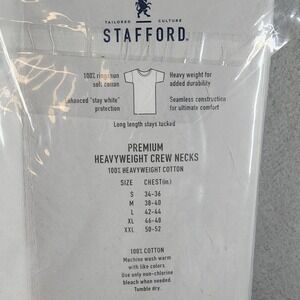 TAILORED CULTURE
STAFFORD
100% ringspun
soft cotton
Heavy weight for
added durability
Enhanced "stay white"
protection
Seamless construction
for ultimate comfort
Long length stays tucked
PREMIUM
HEAVYWEIGHT CREW NECKS
100% HEAVYWEIGHT COTTON
SIZE CHEST(in.)
S 34-36
M 38-40
L 42-44
XL 46-48
XXL 50-52
100% COTTON
Machine wash warm
with like colors.
Use only non-chlorine
bleach when needed.
Tumble dry.